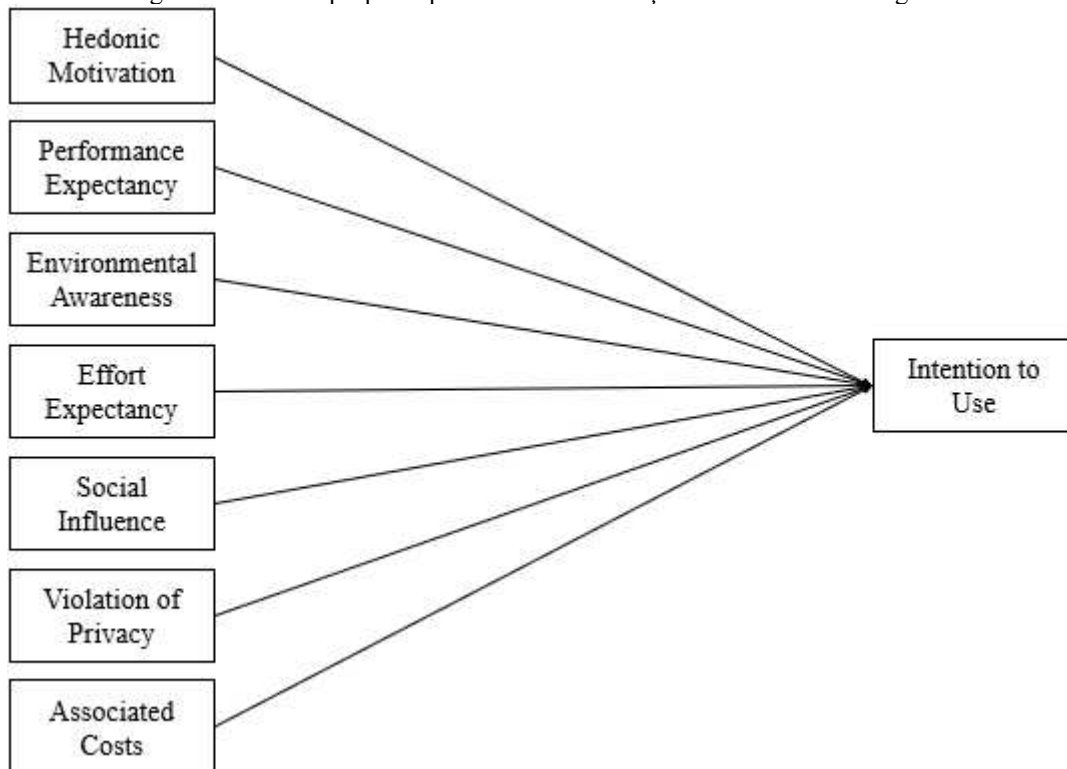 Hedonic
Motivation
Performance
Expectancy
Environmental
Awareness
Effort
Expectancy
Social
Influence
Violation of
Privacy
Associated
Costs
Intention to
Use